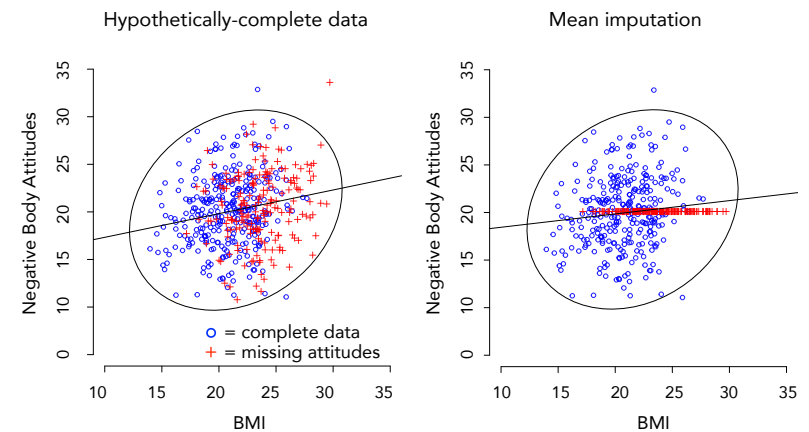 Hypothetically-complete data
Mean imputation
Negative Body Attitudes
35
30
25
20
15
10
5
0
10 15 20 25 30 35
BMI
o = complete data
+ = missing attitudes
Negative Body Attitudes
35
30
25
20
15
10
5
0
10 15 20 25 30 35
BMI